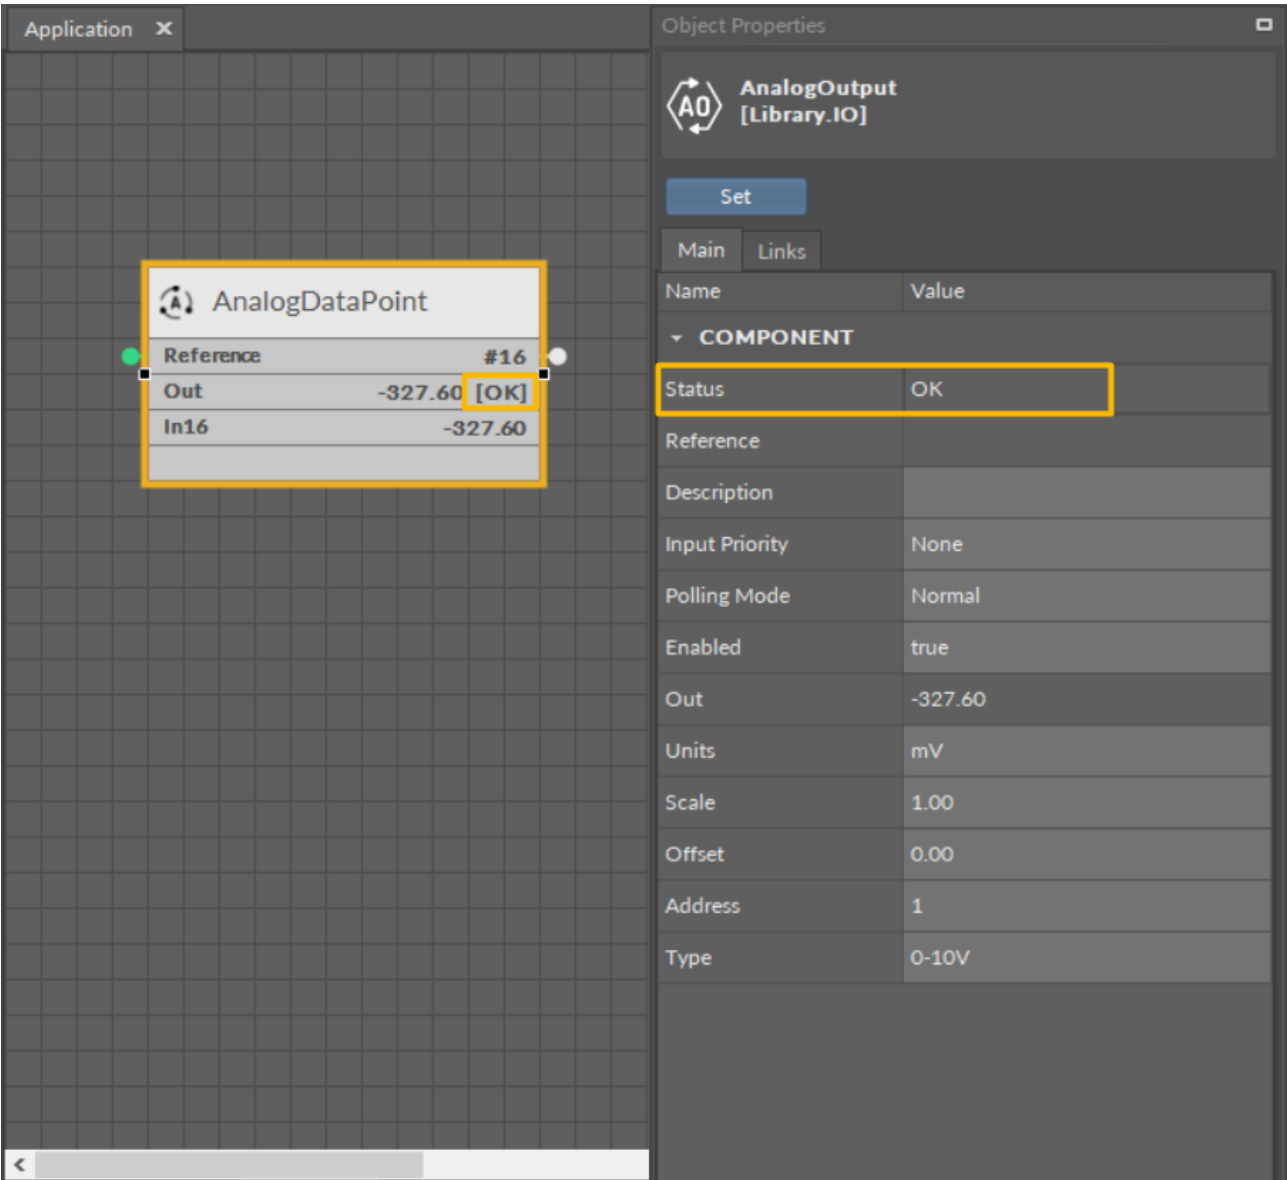 Application X
AnalogDataPoint
Reference #16
Out -327.60 [OK]
In16 -327.60
Object Properties
AO
AnalogOutput
[Library.IO]
Set
Main Links
Name Value
COMPONENT
Status OK
Reference
Description
Input Priority None
Polling Mode Normal
Enabled true
Out -327.60
Units mV
Scale 1.00
Offset 0.00
Address 1
Type 0-10V